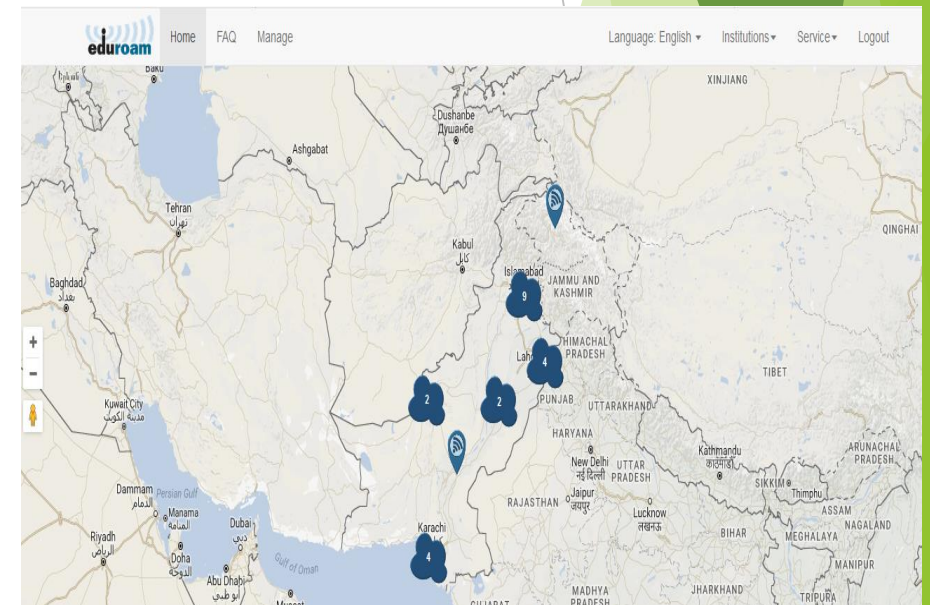 eduroam Home FAQ Manage Language: English Institutions Service Logout
Baku
XINJIANG
Dushanbe
Душанбе
Ashgabat
Tehran
تهران
QINGHAI
Kabul
کابل
Islamabad
JAMMU AND
KASHMIR
9
Baghdad
بغداد
HIMACHAL
PRADESH
4
TIBET
2
2
PUNJAB
UTTARAKHAND
Kuwait City
مدينة الكويت
HARYANA
New Delhi
नई दिल्ली
UTTAR
PRADESH
Kathmandu
काठमाडौं
ARUNACHAL
PRADESH
SIKKIM
Thimphu
Dammam
الدمام
Persian Gulf
Manama
المنامة
RAJASTHAN
Jaipur
जयपुर
Lucknow
लखनऊ
ASSAM
NAGALAND
Riyadh
الرياض
Dubai
دبي
Karachi
BIHAR
MEGHALAYA
Doha
الدوحة
Gulf of Oman
4
MANIPUR
Abu Dhabi
أبو ظبي
Muscat
GUJARAT
MADHYA
PRADESH
JHARKHAND
TRIPURA